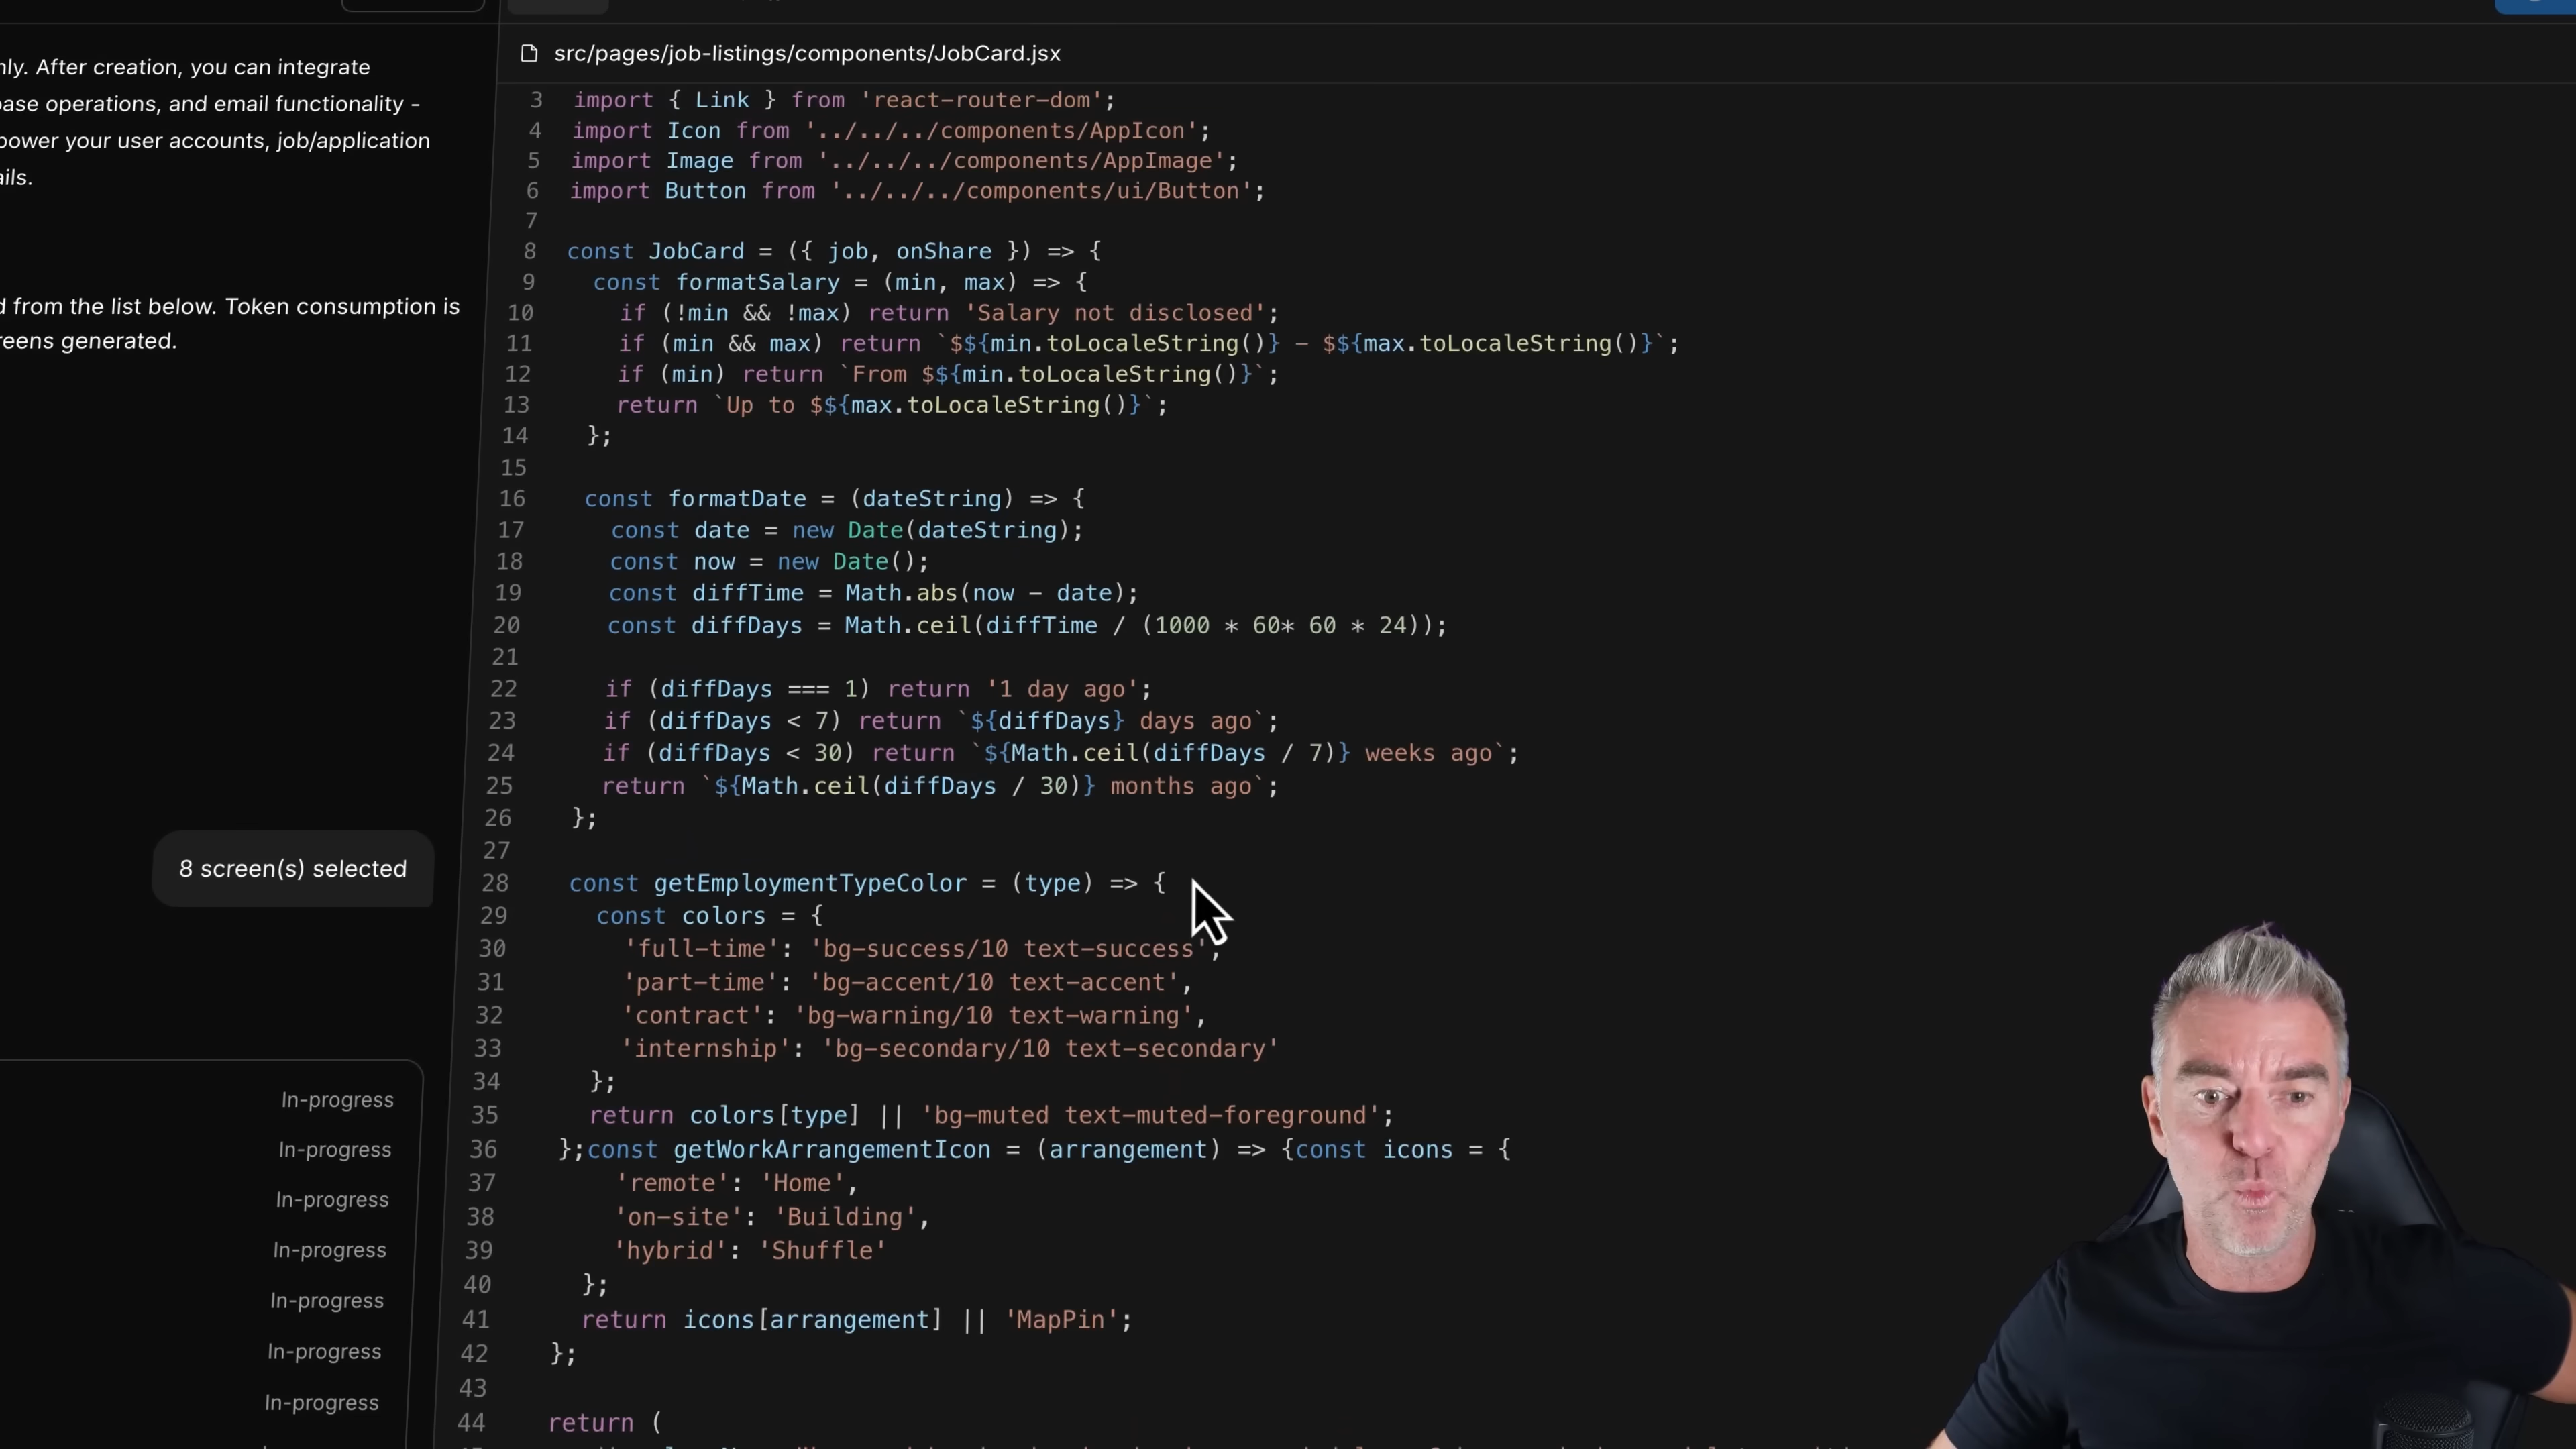 nly. After creation, you can integrate
base operations, and email functionality -
power your user accounts, job/application
ails.
d from the list below. Token consumption is
reens generated.
8 screen(s) selected
In-progress
In-progress
In-progress
In-progress
In-progress
In-progress
In-progress
src/pages/job-listings/components/JobCard.jsx
3 import { Link } from 'react-router-dom';
4 import Icon from '../../../components/AppIcon';
5 import Image from '../../../components/AppImage';
6 import Button from '../../../components/ui/Button';
7
8 const JobCard = ({ job, onShare }) => {
9 const formatSalary = (min, max) => {
10 if (!min && !max) return 'Salary not disclosed';
11 if (min && max) return `$${min.toLocaleString()} - $${max.toLocaleString()}`;
12 if (min) return `From $${min.toLocaleString()}`;
13 return `Up to $${max.toLocaleString()}`;
14 };
15
16 const formatDate = (dateString) => {
17 const date = new Date(dateString);
18 const now = new Date();
19 const diffTime = Math.abs(now - date);
20 const diffDays = Math.ceil(diffTime / (1000 * 60* 60 * 24));
21
22 if (diffDays === 1) return '1 day ago';
23 if (diffDays < 7) return `${diffDays} days ago`;
24 if (diffDays < 30) return `${Math.ceil(diffDays / 7)} weeks ago`;
25 return `${Math.ceil(diffDays / 30)} months ago`;
26 };
27
28 const getEmploymentTypeColor = (type) => {
29 const colors = {
30 'full-time': 'bg-success/10 text-success',
31 'part-time': 'bg-accent/10 text-accent',
32 'contract': 'bg-warning/10 text-warning',
33 'internship': 'bg-secondary/10 text-secondary'
34 };
35 return colors[type] || 'bg-muted text-muted-foreground';
36 };const getWorkArrangementIcon = (arrangement) => {const icons = {
37 'remote': 'Home',
38 'on-site': 'Building',
39 'hybrid': 'Shuffle'
40 };
41 return icons[arrangement] || 'MapPin';
42 };
43
44 return (